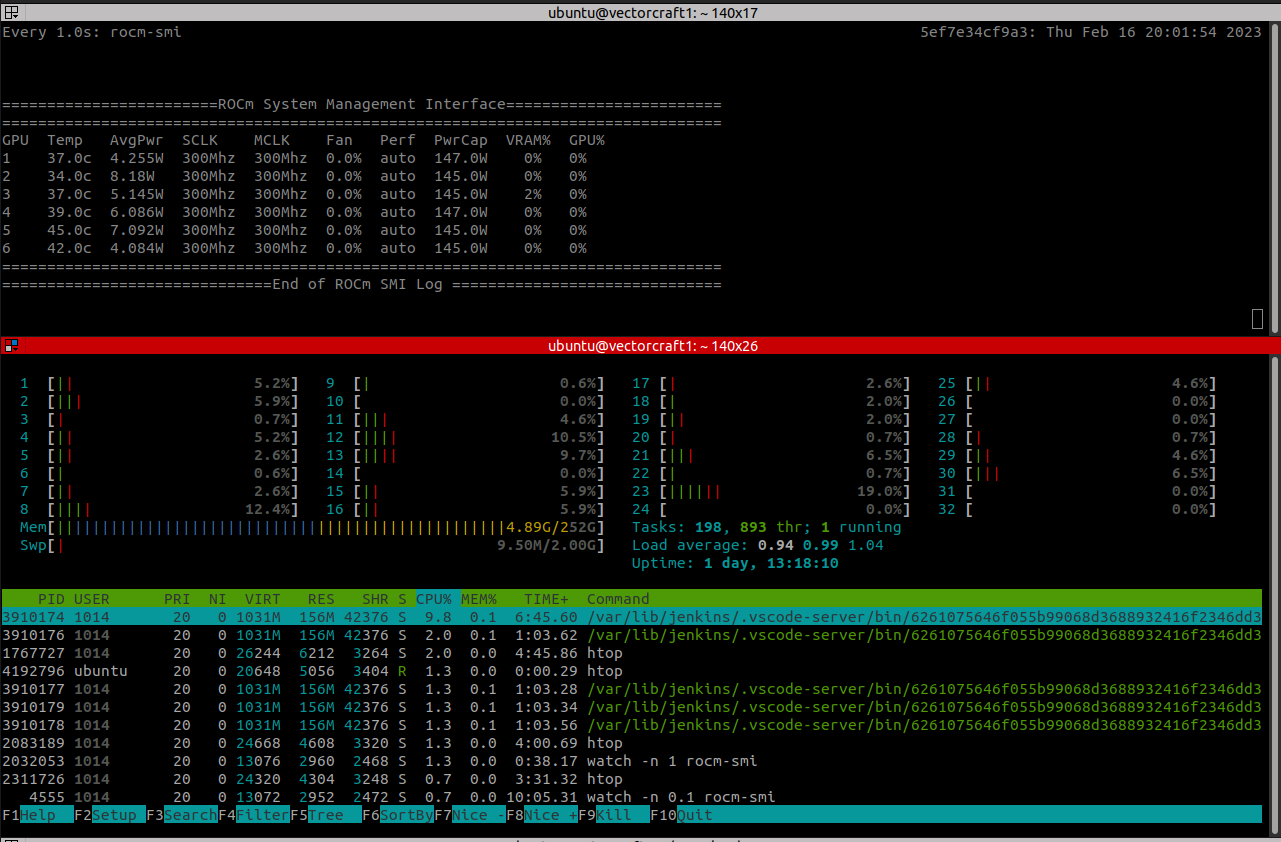 ubuntu@vectorcraft1: ~ 140x17
Every 1.0s: rocm-smi 5ef7e34cf9a3: Thu Feb 16 20:01:54 2023
========================ROCm System Management Interface========================
================================================================================
GPU  Temp   AvgPwr  SCLK    MCLK    Fan   Perf  PwrCap  VRAM%  GPU%
1    37.0c  4.255W  300Mhz  300Mhz  0.0%  auto  147.0W    0%   0%
2    34.0c  8.18W   300Mhz  300Mhz  0.0%  auto  145.0W    0%   0%
3    37.0c  5.145W  300Mhz  300Mhz  0.0%  auto  145.0W    2%   0%
4    39.0c  6.086W  300Mhz  300Mhz  0.0%  auto  147.0W    0%   0%
5    45.0c  7.092W  300Mhz  300Mhz  0.0%  auto  145.0W    0%   0%
6    42.0c  4.084W  300Mhz  300Mhz  0.0%  auto  145.0W    0%   0%
================================================================================
==============================End of ROCm SMI Log ==============================
ubuntu@vectorcraft1: ~ 140x26
1 [|| 5.2%] 9 [| 0.6%] 17 [| 2.6%] 25 [|| 4.6%]
2 [||| 5.9%] 10 [ 0.0%] 18 [| 2.0%] 26 [ 0.0%]
3 [| 0.7%] 11 [||| 4.6%] 19 [|| 2.0%] 27 [ 0.0%]
4 [|| 5.2%] 12 [|||| 10.5%] 20 [| 0.7%] 28 [| 0.7%]
5 [|| 2.6%] 13 [|||| 9.7%] 21 [||| 6.5%] 29 [|| 4.6%]
6 [| 0.6%] 14 [ 0.0%] 22 [| 0.7%] 30 [||| 6.5%]
7 [|| 2.6%] 15 [|| 5.9%] 23 [|||||| 19.0%] 31 [ 0.0%]
8 [|||| 12.4%] 16 [|| 5.9%] 24 [ 0.0%] 32 [ 0.0%]
Mem[||||||||||||||||||||||||||||||||||||||||||||||||||4.89G/252G] Tasks: 198, 893 thr; 1 running
Swp[| 9.50M/2.00G] Load average: 0.94 0.99 1.04
Uptime: 1 day, 13:18:10
PID USER PRI NI VIRT RES SHR S CPU% MEM% TIME+ Command
3910174 1014 20 0 1031M 156M 42376 S 9.8 0.1 6:45.60 /var/lib/jenkins/.vscode-server/bin/6261075646f055b99068d3688932416f2346dd3
3910176 1014 20 0 1031M 156M 42376 S 2.0 0.1 1:03.62 /var/lib/jenkins/.vscode-server/bin/6261075646f055b99068d3688932416f2346dd3
1767727 1014 20 0 26244 6212 3264 S 2.0 0.0 4:45.86 htop
4192796 ubuntu 20 0 20648 5056 3404 R 1.3 0.0 0:00.29 htop
3910177 1014 20 0 1031M 156M 42376 S 1.3 0.1 1:03.28 /var/lib/jenkins/.vscode-server/bin/6261075646f055b99068d3688932416f2346dd3
3910179 1014 20 0 1031M 156M 42376 S 1.3 0.1 1:03.34 /var/lib/jenkins/.vscode-server/bin/6261075646f055b99068d3688932416f2346dd3
3910178 1014 20 0 1031M 156M 42376 S 1.3 0.1 1:03.56 /var/lib/jenkins/.vscode-server/bin/6261075646f055b99068d3688932416f2346dd3
2083189 1014 20 0 24668 4608 3320 S 1.3 0.0 4:00.69 htop
2032053 1014 20 0 13076 2960 2468 S 1.3 0.0 0:38.17 watch -n 1 rocm-smi
2311726 1014 20 0 24320 4304 3248 S 0.7 0.0 3:31.32 htop
4555 1014 20 0 13072 2952 2472 S 0.7 0.0 10:05.31 watch -n 0.1 rocm-smi
F1Help F2Setup F3SearchF4FilterF5Tree F6SortByF7Nice -F8Nice +F9Kill F10Quit